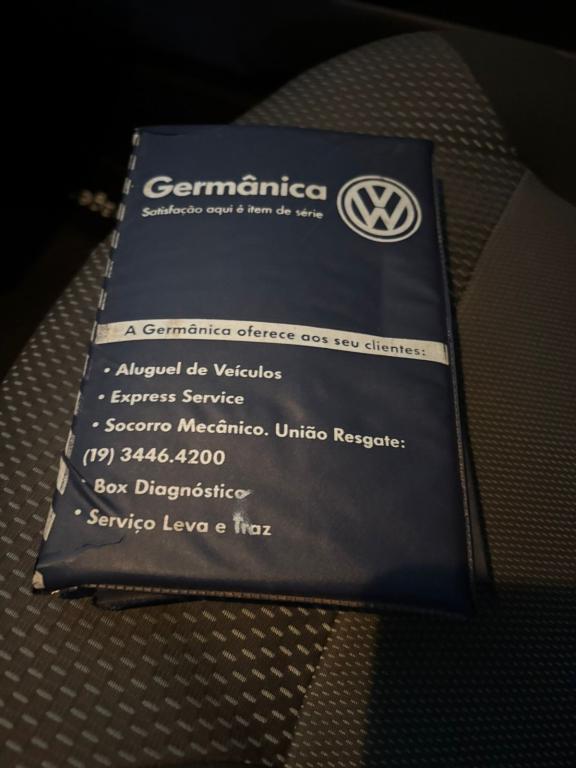 Germânica
Satisfação aqui é item de série
A Germânica oferece aos seu clientes:
• Aluguel de Veículos
• Express Service
• Socorro Mecânico. União Resgate:
(19) 3446.4200
• Box Diagnóstico
• Serviço Leva e Traz